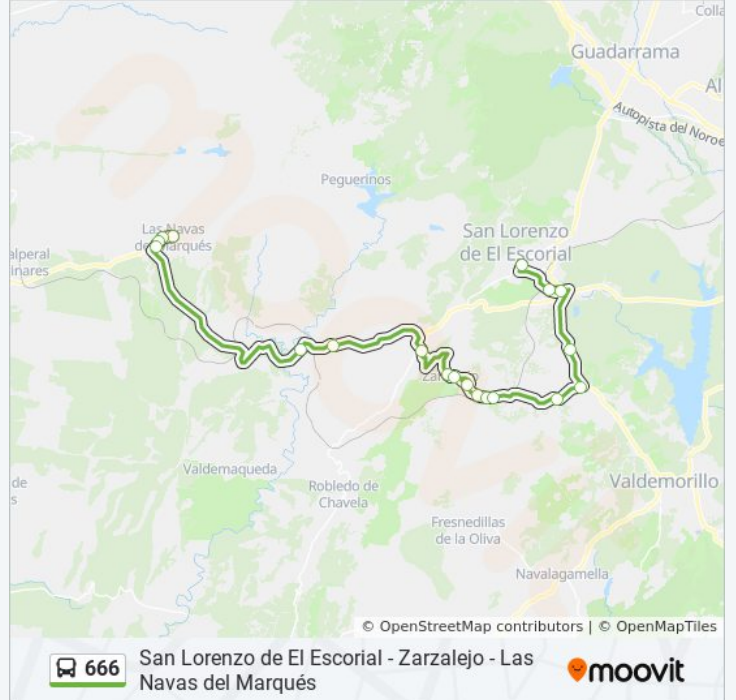 Colla
Guadarrama
Al
Autopista del Noroe
Peguerinos
Las Navas
del Marqués
San Lorenzo
de El Escorial
alperal
inares
Valdemaqueda
de
s
Robledo de
Chavela
Valdemorillo
Fresnedillas
de la Oliva
Navalagamella
© OpenStreetMap contributors | © OpenMapTiles
666
San Lorenzo de El Escorial - Zarzalejo - Las
Navas del Marqués
moovit